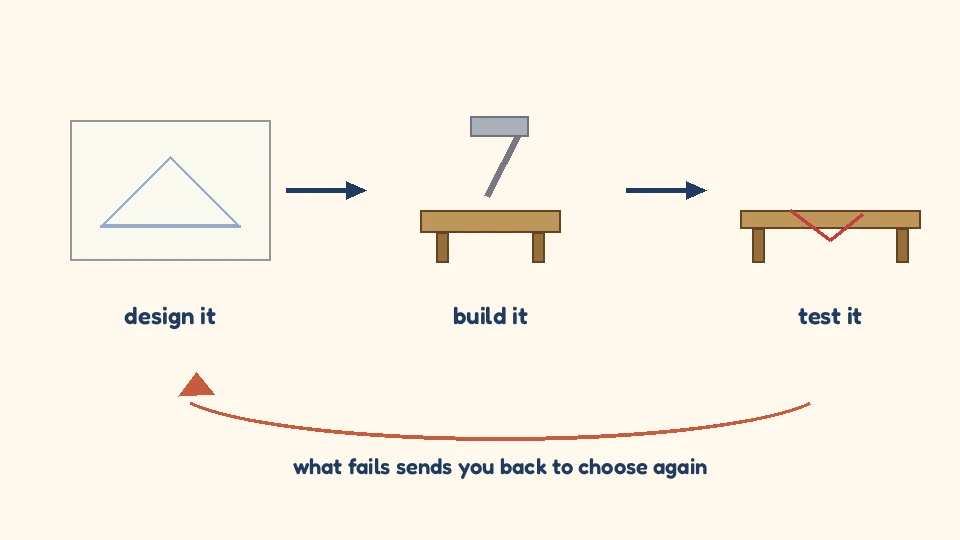 design it
build it
test it
what fails sends you back to choose again